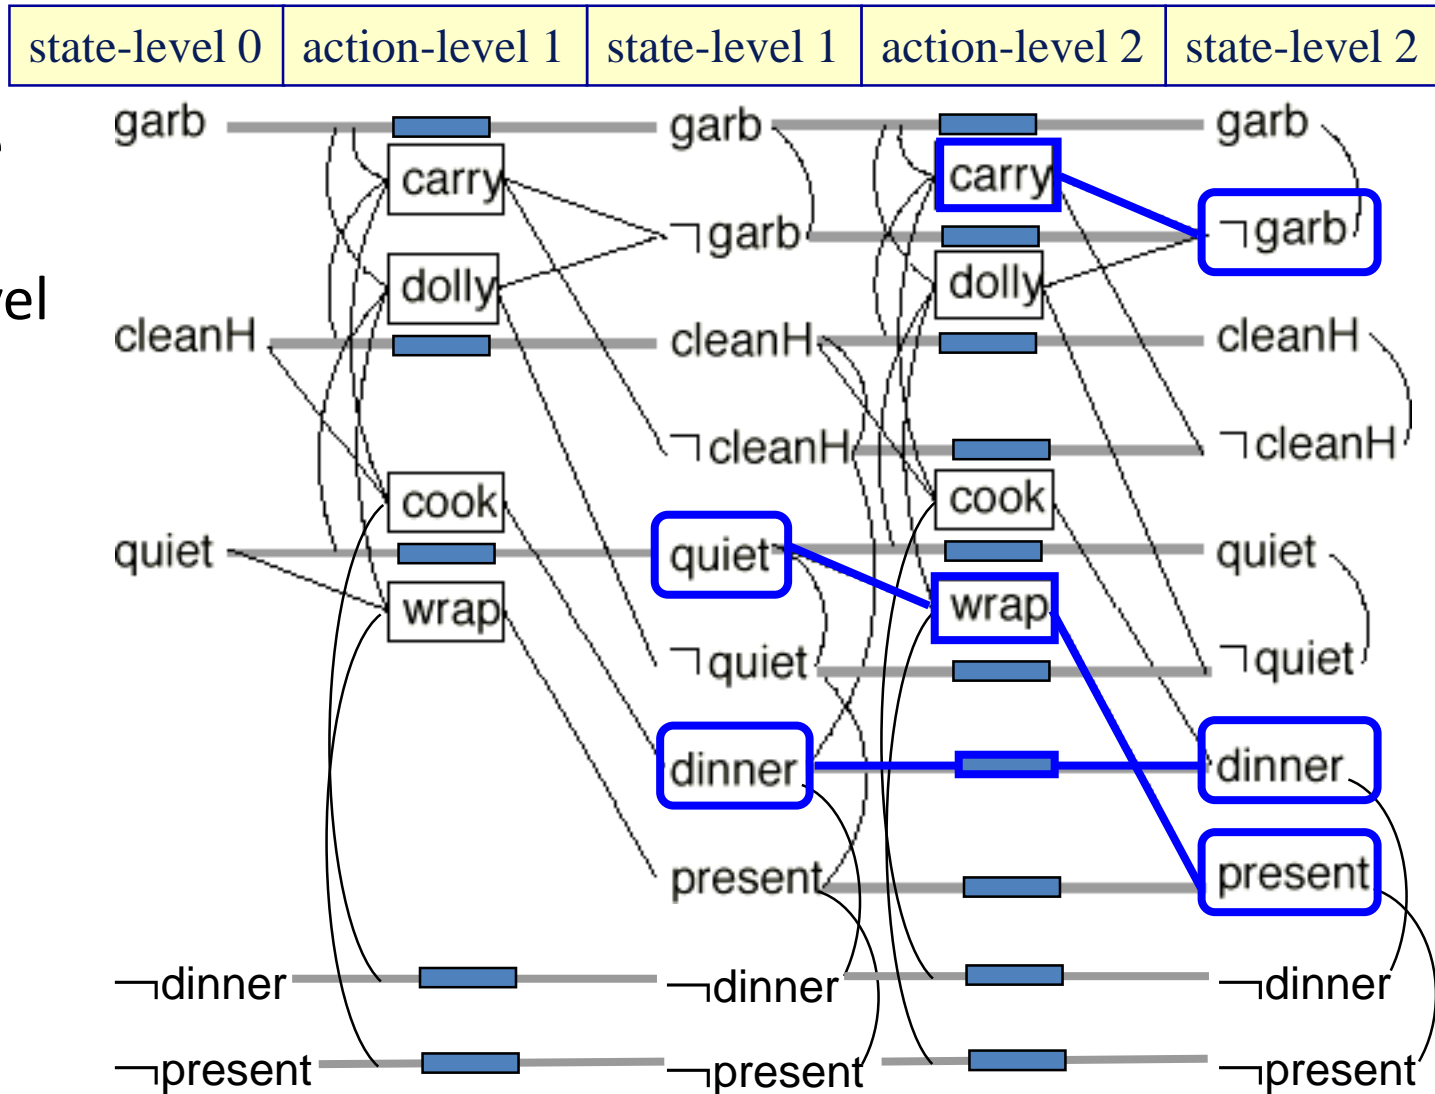 state-level 0 action-level 1 state-level 1 action-level 2 state-level 2
garb garb garb
carry carry
¬garb ¬garb
dolly dolly
vel
cleanH cleanH cleanH
¬cleanH ¬cleanH
cook cook
quiet quiet quiet
wrap wrap
¬quiet ¬quiet
dinner dinner
present present
¬dinner ¬dinner ¬dinner
¬present ¬present ¬present